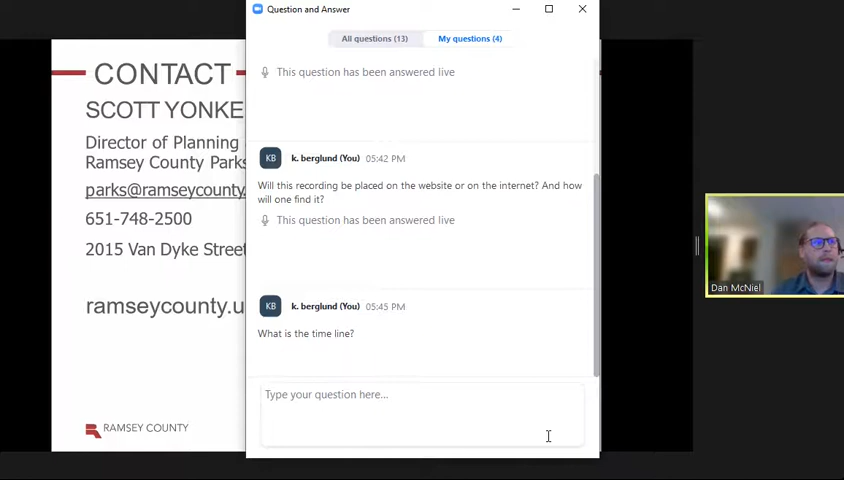 Question and Answer
All questions (13)
My questions (4)
This question has been answered live
KB
k. berglund (You) 05:42 PM
Will this recording be placed on the website or on the internet? And how
will one find it?
This question has been answered live
KB
k. berglund (You) 05:45 PM
What is the time line?
Type your question here...
CONTACT
SCOTT YONKE
Director of Planning
Ramsey County Parks
parks@ramseycounty.
651-748-2500
2015 Van Dyke Street
ramseycounty.u
RAMSEY COUNTY
Dan McNiel